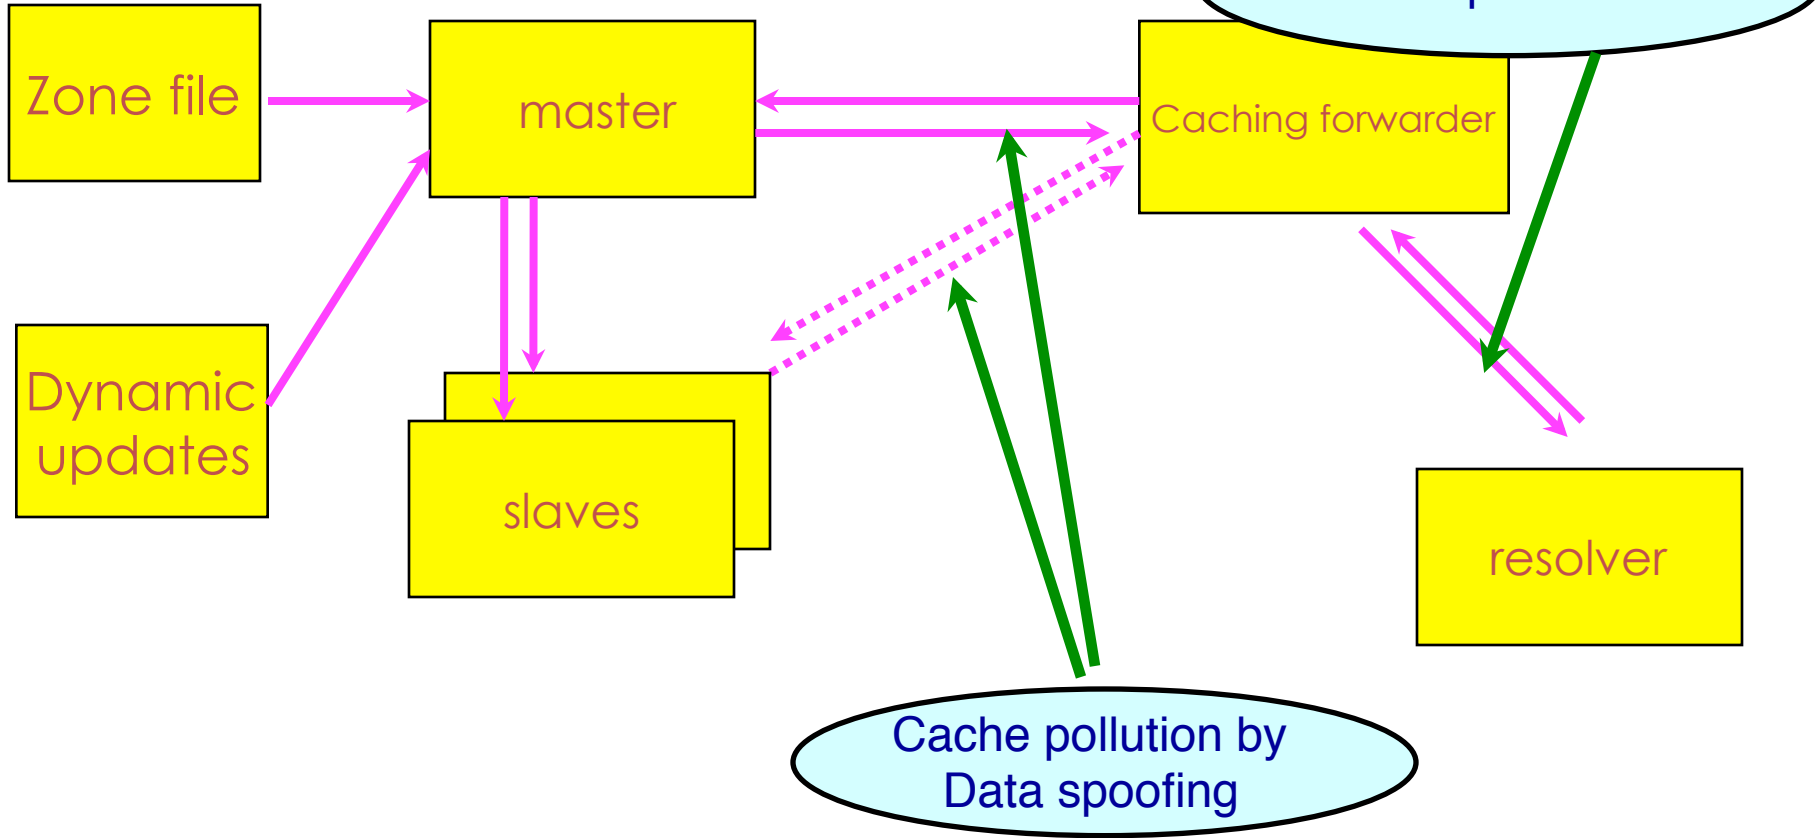 Zone file
master
Caching forwarder
Dynamic
updates
slaves
resolver
Cache pollution by
Data spoofing